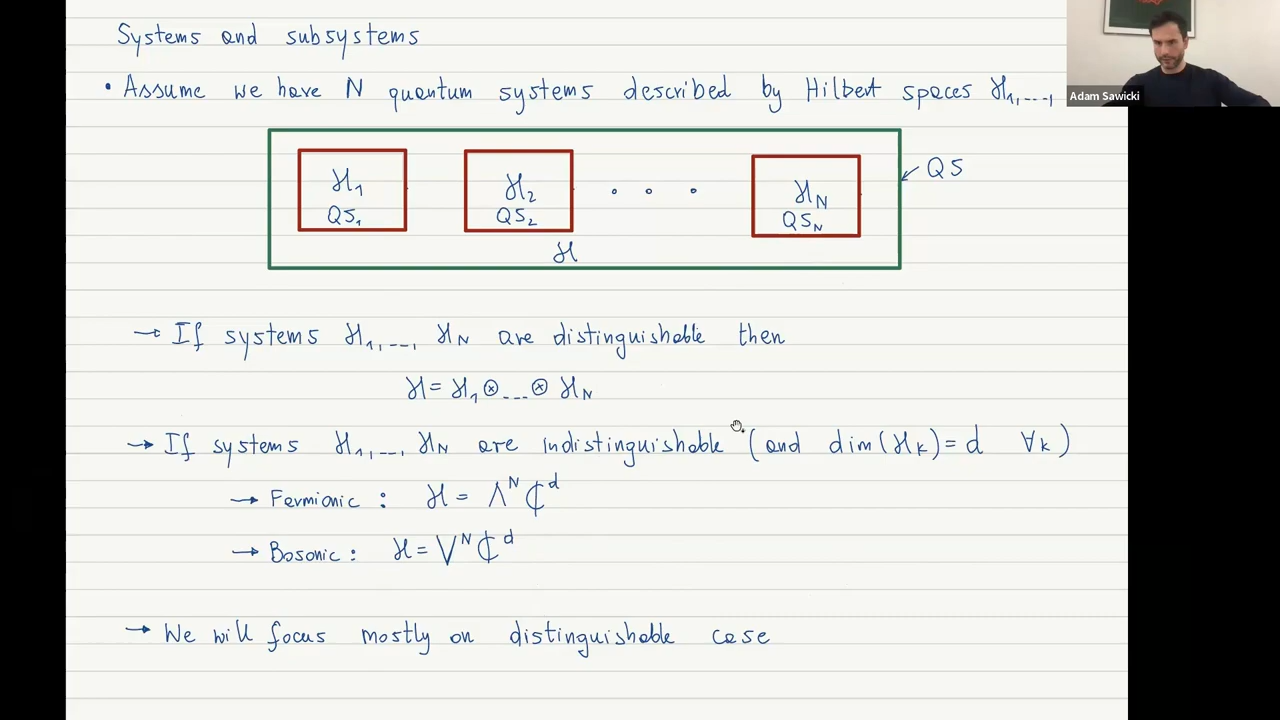 Systems and subsystems
• Assume we have N quantum systems described by Hilbert spaces ℋ₁,...,
Adam Sawicki
ℋ₁ ℋ₂ • • • ℋ_N QS
QS₁ QS₂ QS_N
ℋ
→ If systems ℋ₁,..., ℋ_N are distinguishable then
ℋ = ℋ₁ ⊗ ... ⊗ ℋ_N
→ If systems ℋ₁,..., ℋ_N are indistinguishable (and dim(ℋ_k) = d ∀k)
→ Fermionic : ℋ = Λ^N ℂ^d
→ Bosonic : ℋ = V^N ℂ^d
→ We will focus mostly on distinguishable case